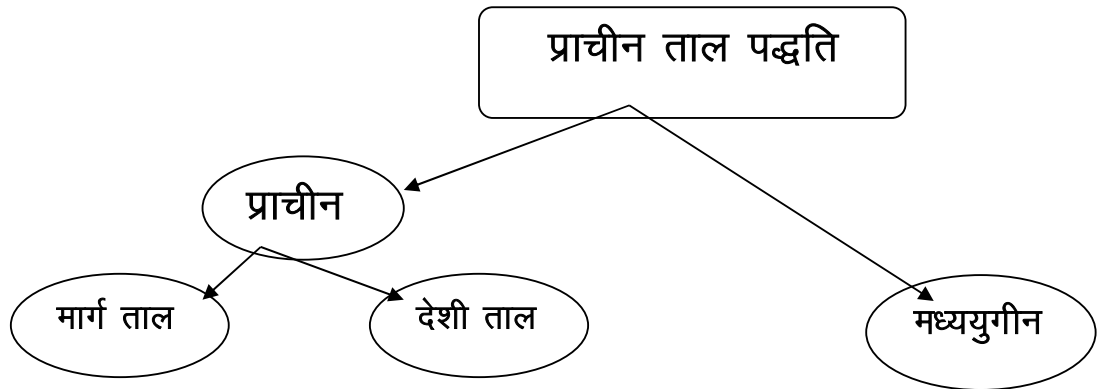 प्राचीन ताल पद्धति
प्राचीन
मार्ग ताल
देशी ताल
मध्ययुगीन